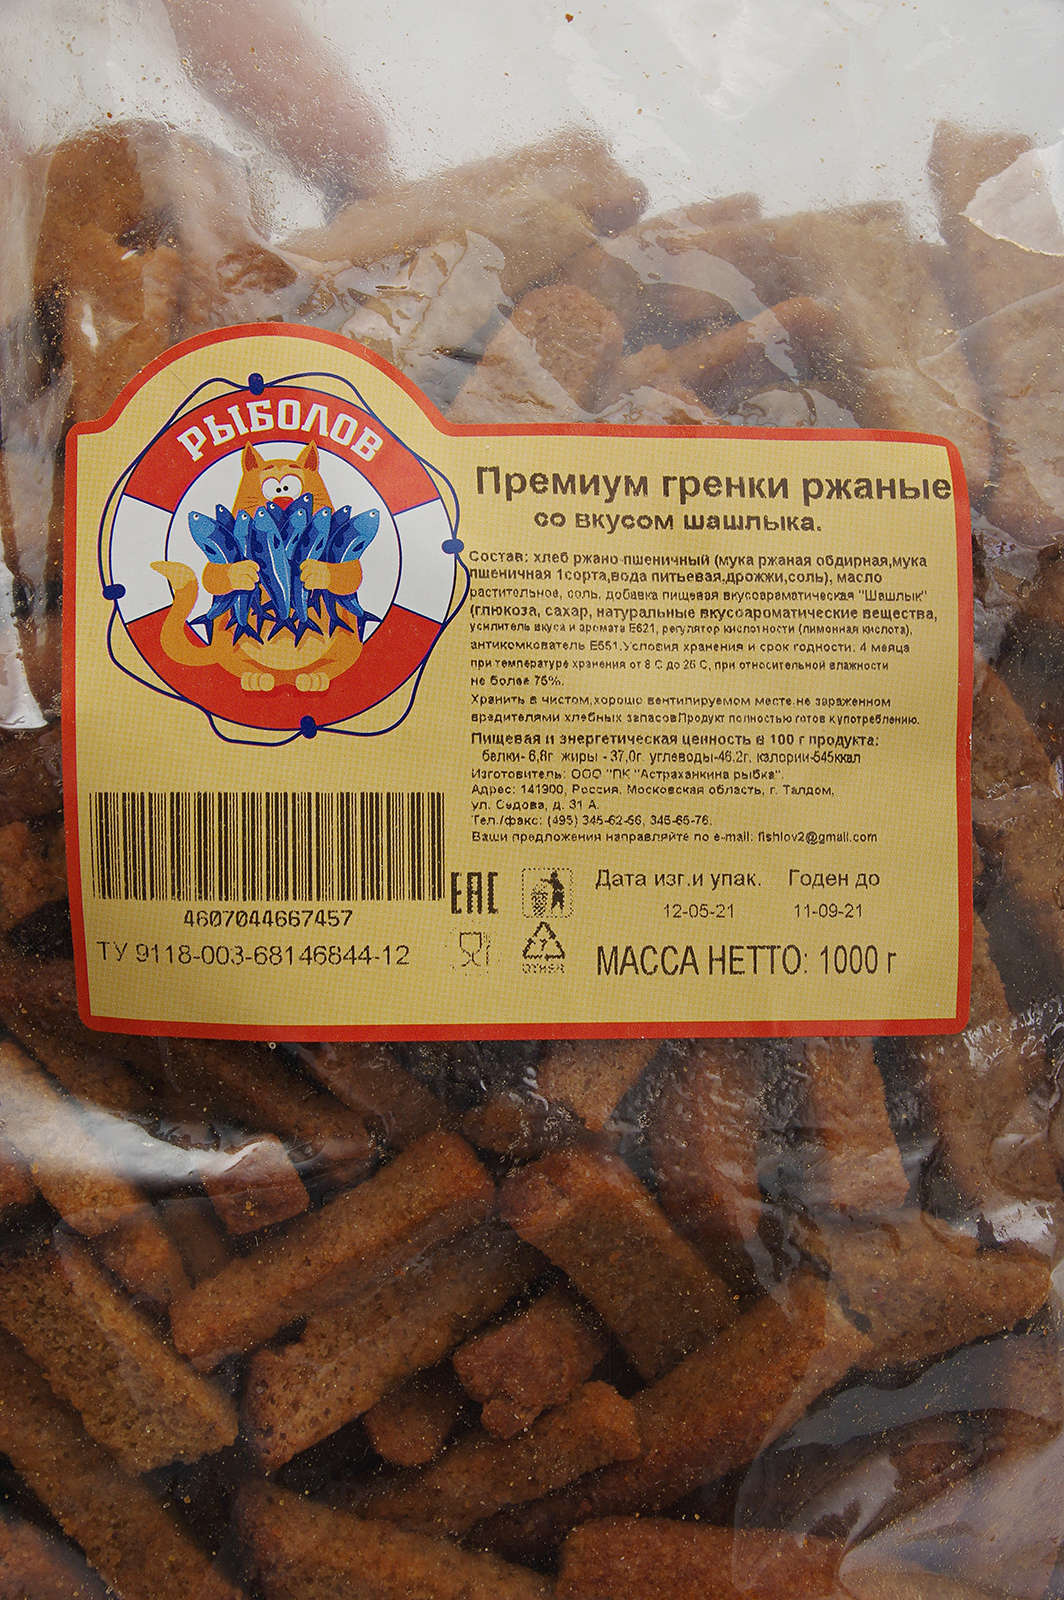 РЫБОЛОВ
Премиум гренки ржаные
со вкусом шашлыка.
Состав: хлеб ржано-пшеничный (мука ржаная обдирная,мука
пшеничная 1сорта,вода питьевая,дрожжи,соль), масло
растительное, соль, добавка пищевая вкусоароматическая "Шашлык"
(глюкоза, сахар, натуральные вкусоароматические вещества,
усилитель вкуса и аромата Е621, регулятор кислотности (лимонная кислота),
антикомкователь Е551.Условия хранения и срок годности. 4 меяца
при температуре хранения от 8 С до 25 С, при относительной влажности
не более 75%.
Хранить в чистом,хорошо вентилируемом месте.не зараженном
вредителями хлебных запасовПродукт полностью готов к употреблению.
Пищевая и энергетическая ценность в 100 г продукта:
белки- 6,8г жиры - 37,0г. углеводы-46.2г. кэлории-545ккал
Изготовитель: ООО "ПК "Астраханкина рыбка".
Адрес: 141900, Россия. Московская область, г. Талдом,
ул. Седова, д. 31 А.
Тел./факс: (495) 345-62-56, 345-65-76.
Ваши предложения направляйте по e-mail: fishlov2@gmail.com
4607044667457
ТУ 9118-003-68146844-12
ЕАС
7
OTHER
Дата изг.и упак. Годен до
12-05-21 11-09-21
МАССА НЕТТО: 1000 г